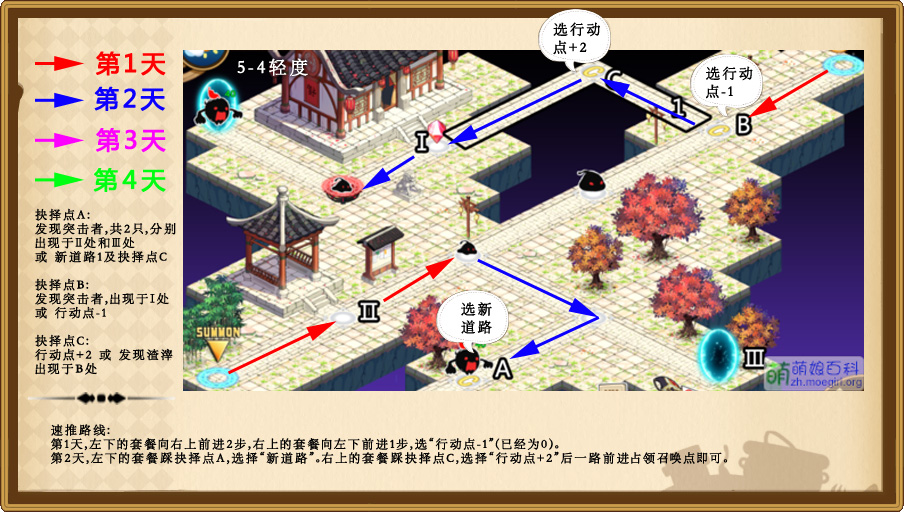 第1天
第2天
第3天
第4天
抉择点A:
发现突击者,共2只,分别
出现于Ⅱ处和Ⅲ处
或 新道路1及抉择点C
抉择点B:
发现突击者,出现于Ⅰ处
或 行动点-1
抉择点C:
行动点+2 或 发现渣滓
出现于B处
5-4轻度
选行动
点+2
C
选行动
点-1
1
B
Ⅰ
Ⅱ
选新
道路
A
Ⅲ
SUMMON
萌
萌娘百科
zh.moegirl.org
速推路线:
第1天,左下的套餐向右上前进2步,右上的套餐向左下前进1步,选“行动点-1”(已经为0)。
第2天,左下的套餐踩抉择点A,选择“新道路”.右上的套餐踩抉择点C,选择“行动点+2”后一路前进占领召唤点即可。